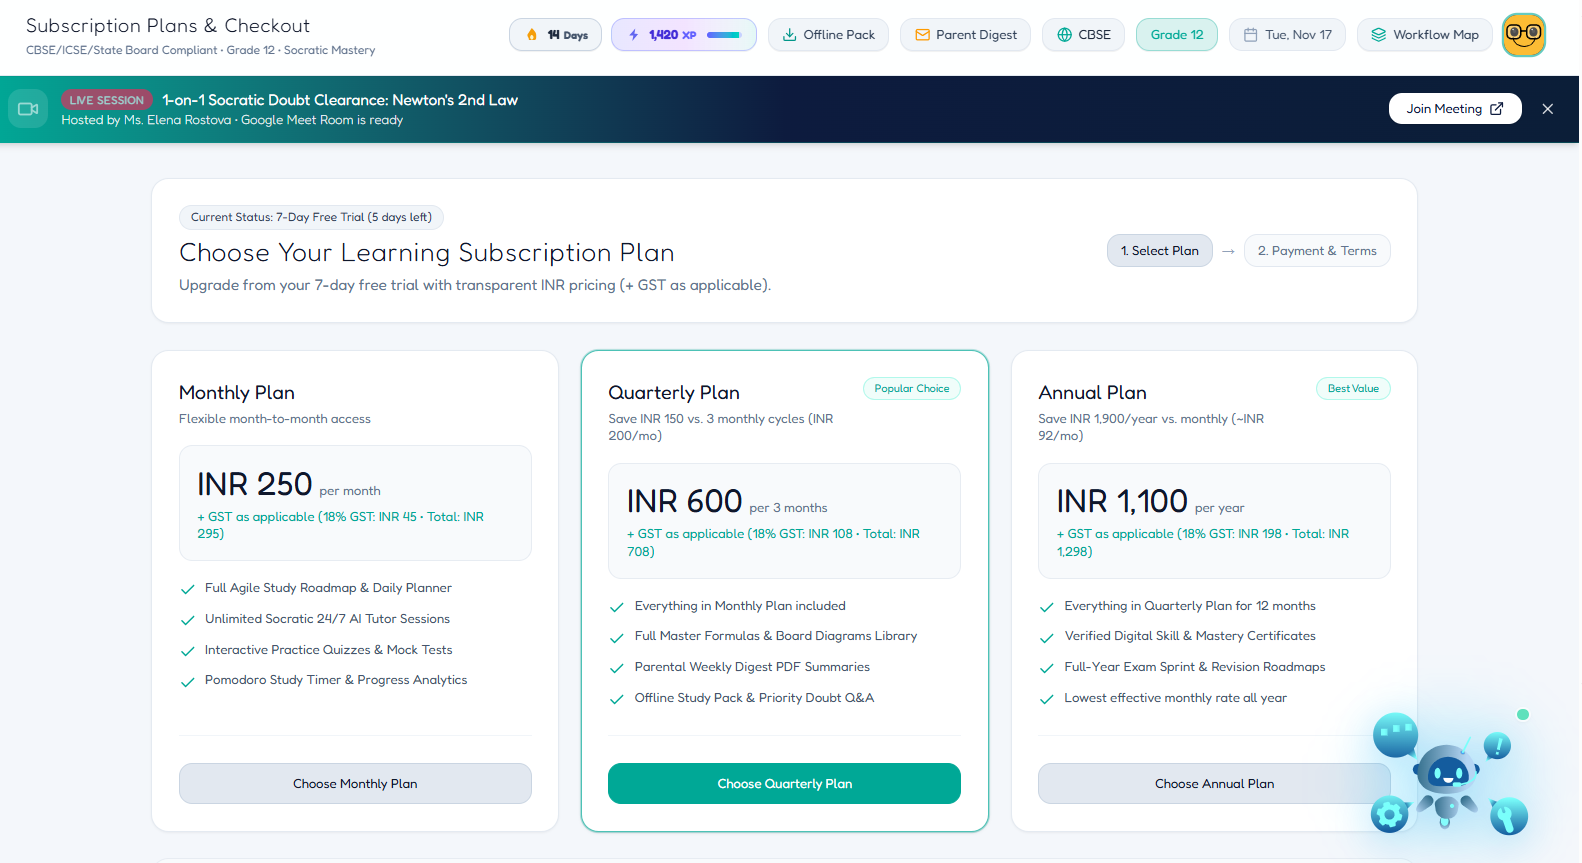 Subscription Plans & Checkout
CBSE/ICSE/State Board Compliant • Grade 12 • Socratic Mastery
14 Days
1,420 XP
Offline Pack
Parent Digest
CBSE
Grade 12
Tue, Nov 17
Workflow Map
LIVE SESSION
1-on-1 Socratic Doubt Clearance: Newton's 2nd Law
Hosted by Ms. Elena Rostova • Google Meet Room is ready
Join Meeting
Current Status: 7-Day Free Trial (5 days left)
Choose Your Learning Subscription Plan
Upgrade from your 7-day free trial with transparent INR pricing (+ GST as applicable).
1. Select Plan
→
2. Payment & Terms
Monthly Plan
Flexible month-to-month access
INR 250 per month
+ GST as applicable (18% GST: INR 45 • Total: INR
295)
Full Agile Study Roadmap & Daily Planner
Unlimited Socratic 24/7 AI Tutor Sessions
Interactive Practice Quizzes & Mock Tests
Pomodoro Study Timer & Progress Analytics
Choose Monthly Plan
Quarterly Plan
Popular Choice
Save INR 150 vs. 3 monthly cycles (INR
200/mo)
INR 600 per 3 months
+ GST as applicable (18% GST: INR 108 • Total: INR
708)
Everything in Monthly Plan included
Full Master Formulas & Board Diagrams Library
Parental Weekly Digest PDF Summaries
Offline Study Pack & Priority Doubt Q&A
Choose Quarterly Plan
Annual Plan
Best Value
Save INR 1,900/year vs. monthly (~INR
92/mo)
INR 1,100 per year
+ GST as applicable (18% GST: INR 198 • Total: INR
1,298)
Everything in Quarterly Plan for 12 months
Verified Digital Skill & Mastery Certificates
Full-Year Exam Sprint & Revision Roadmaps
Lowest effective monthly rate all year
Choose Annual Plan
!